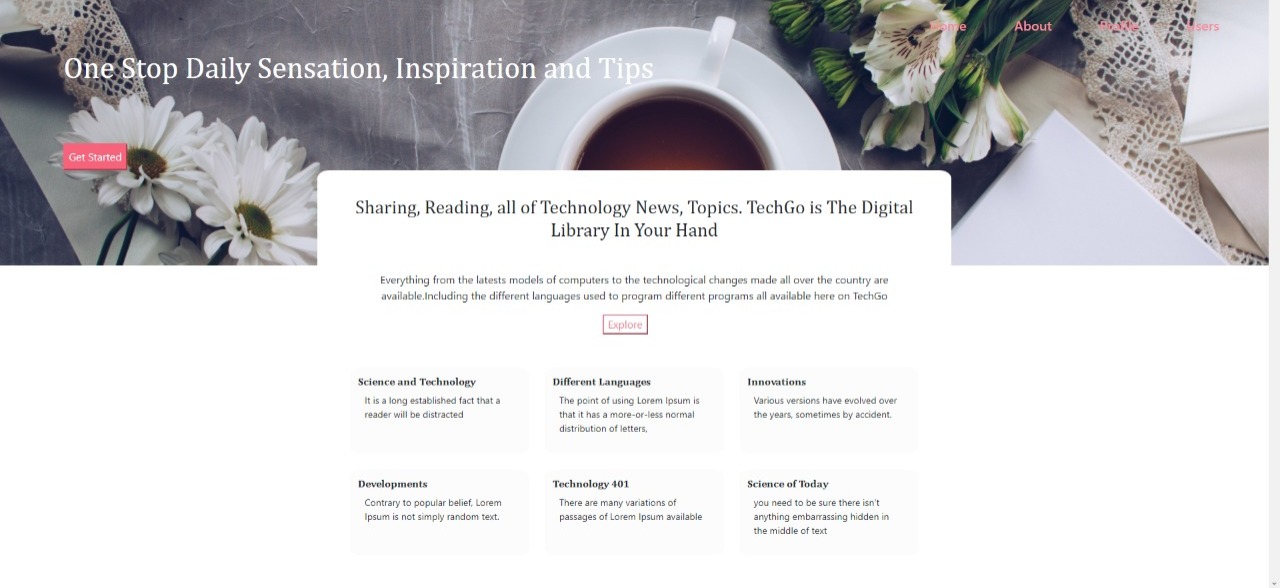 Home About Profile Users
One Stop Daily Sensation, Inspiration and Tips
Get Started
Sharing, Reading, all of Technology News, Topics. TechGo is The Digital
Library In Your Hand
Everything from the latests models of computers to the technological changes made all over the country are
available.Including the different languages used to program different programs all available here on TechGo
Explore
Science and Technology
It is a long established fact that a
reader will be distracted
Different Languages
The point of using Lorem Ipsum is
that it has a more-or-less normal
distribution of letters,
Innovations
Various versions have evolved over
the years, sometimes by accident.
Developments
Contrary to popular belief, Lorem
Ipsum is not simply random text.
Technology 401
There are many variations of
passages of Lorem Ipsum available
Science of Today
you need to be sure there isn't
anything embarrassing hidden in
the middle of text